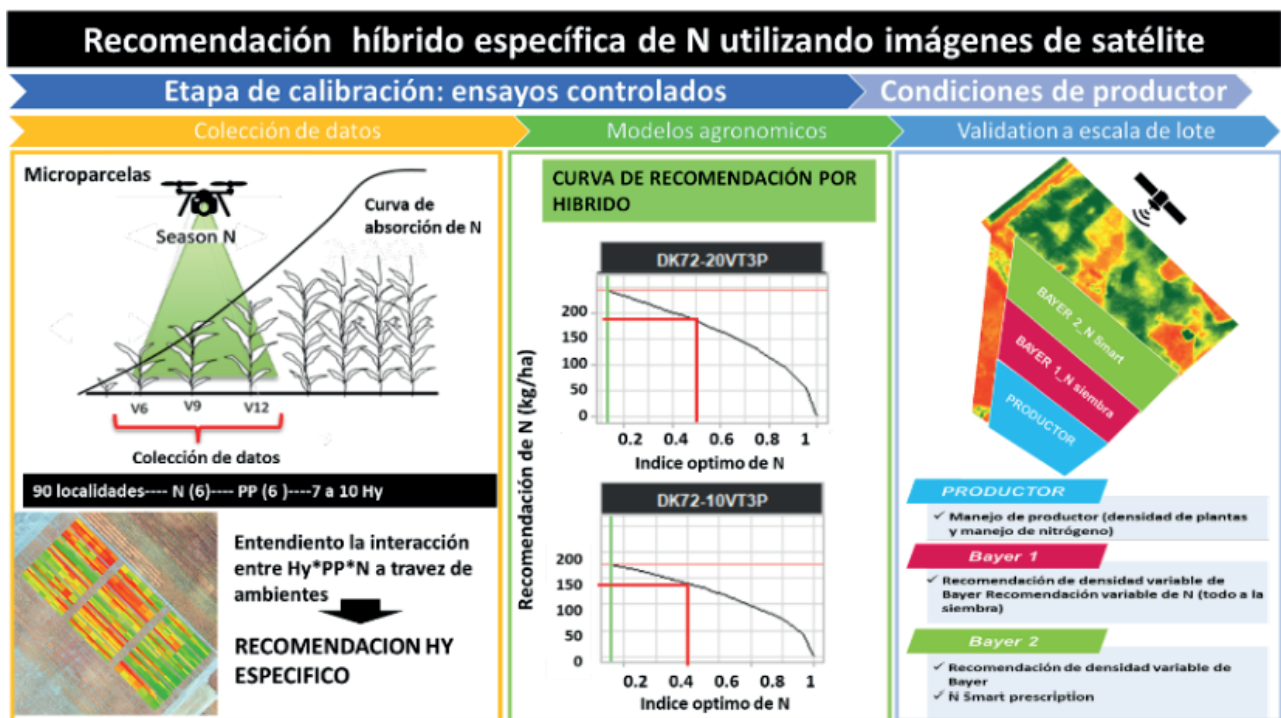 Recomendación híbrido específica de N utilizando imágenes de satélite
Etapa de calibración: ensayos controlados
Condiciones de productor
Colección de datos
Modelos agronomicos
Validation a escala de lote
Microparcelas
Season N
Curva de
absorción de N
V6
V9
V12
Colección de datos
90 localidades---- N (6)---- PP (6 )----7 a 10 Hy
Entendiento la interacción
entre Hy*PP*N a travez de
ambientes
RECOMENDACION HY
ESPECIFICO
CURVA DE RECOMENDACIÓN POR
HIBRIDO
Recomendación de N (kg/ha)
DK72-20VT3P
200
150
100
50
0
0.2 0.4 0.6 0.8 1
Indice optimo de N
DK72-10VT3P
200
150
100
50
0
0.2 0.4 0.6 0.8 1
Indice optimo de N
BAYER 2_N Smart
BAYER 1_N siembra
PRODUCTOR
PRODUCTOR
✓ Manejo de productor (densidad de plantas
y manejo de nitrógeno)
Bayer 1
✓ Recomendación de densidad variable de
Bayer Recomendación variable de N (todo a la
siembra)
Bayer 2
✓ Recomendación de densidad variable de
Bayer
✓ N Smart prescription